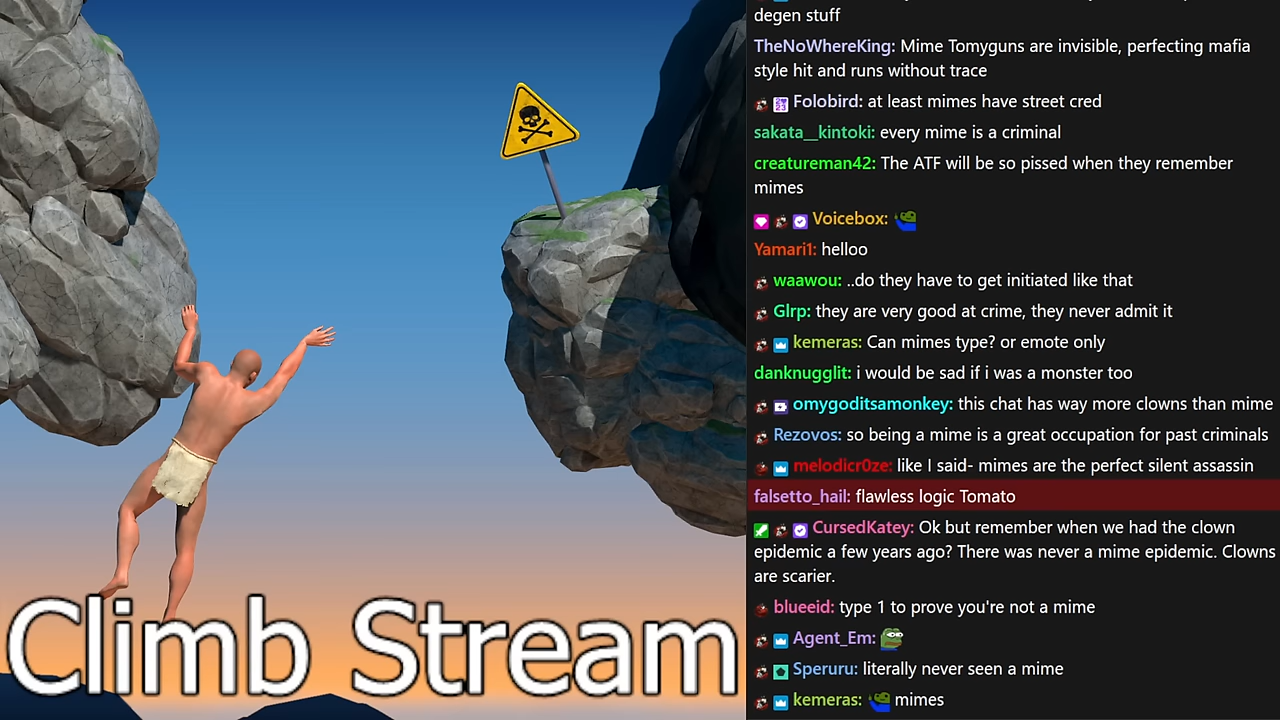 degen stuff
TheNoWhereKing: Mime Tomyguns are invisible, perfecting mafia
style hit and runs without trace
Folobird: at least mimes have street cred
sakata__kintoki: every mime is a criminal
creatureman42: The ATF will be so pissed when they remember
mimes
Voicebox:
Yamari1: helloo
waawou: ..do they have to get initiated like that
Glrp: they are very good at crime, they never admit it
kemeras: Can mimes type? or emote only
danknugglit: i would be sad if i was a monster too
omygoditsamonkey: this chat has way more clowns than mime
Rezovos: so being a mime is a great occupation for past criminals
melodicr0ze: like I said- mimes are the perfect silent assassin
falsetto_hail: flawless logic Tomato
CursedKatey: Ok but remember when we had the clown
epidemic a few years ago? There was never a mime epidemic. Clowns
are scarier.
blueeid: type 1 to prove you're not a mime
Agent_Em:
Speruru: literally never seen a mime
kemeras: mimes
Climb Stream